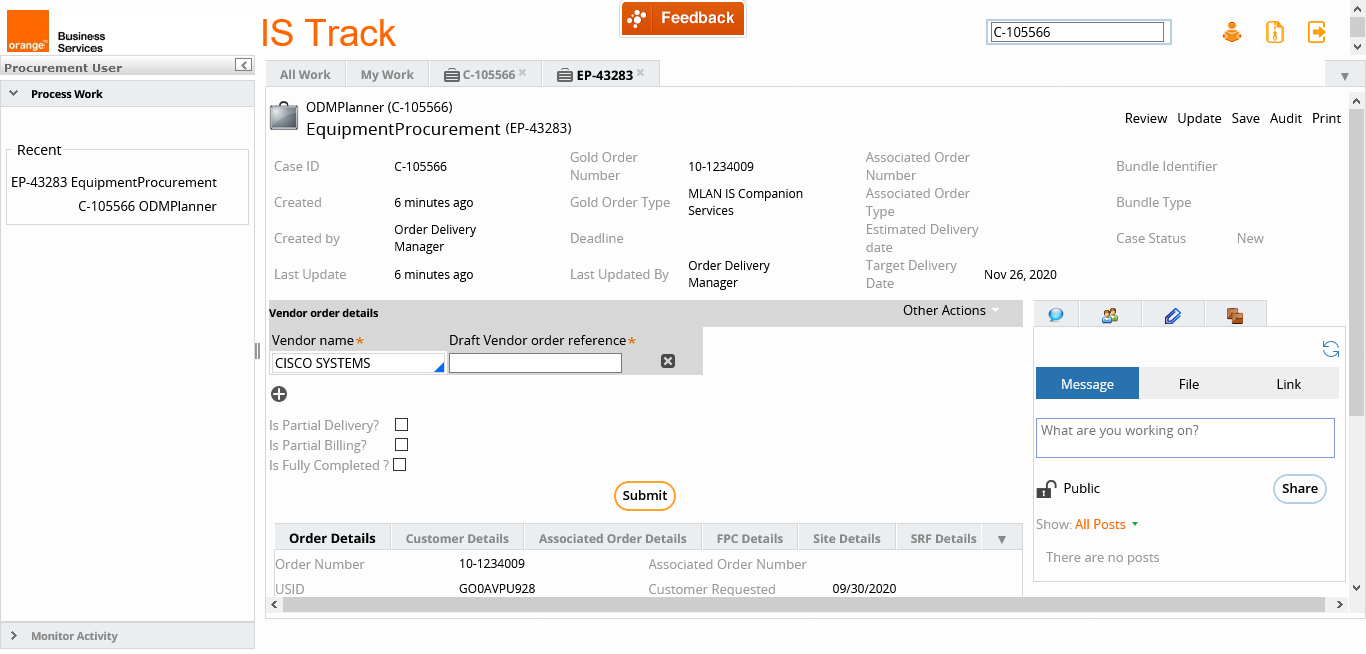 orange™
Business
Services
IS Track
Feedback
C-105566
Procurement User
Process Work
Recent
EP-43283 EquipmentProcurement
C-105566 ODMPlanner
Monitor Activity
All Work
My Work
C-105566
EP-43283
ODMPlanner (C-105566)
EquipmentProcurement (EP-43283)
Review Update Save Audit Print
Case ID C-105566
Gold Order
Number
10-1234009
Associated Order
Number
Bundle Identifier
Created 6 minutes ago
Gold Order Type
MLAN IS Companion
Services
Associated Order
Type
Bundle Type
Created by
Order Delivery
Manager
Deadline
Estimated Delivery
date
Case Status New
Last Update 6 minutes ago
Last Updated By
Order Delivery
Manager
Target Delivery
Date
Nov 26, 2020
Vendor order details
Other Actions
Vendor name*
Draft Vendor order reference*
CISCO SYSTEMS
Is Partial Delivery?
Is Partial Billing?
Is Fully Completed ?
Submit
Order Details
Customer Details
Associated Order Details
FPC Details
Site Details
SRF Details
Order Number 10-1234009 Associated Order Number
USID GO0AVPU928 Customer Requested 09/30/2020
Message
File
Link
What are you working on?
Public
Share
Show: All Posts
There are no posts